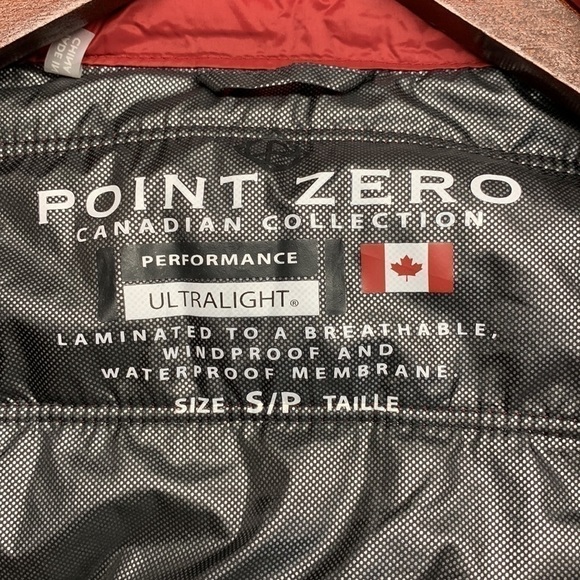 POINT ZERO
CANADIAN COLLECTION
PERFORMANCE
ULTRALIGHT®
LAMINATED TO A BREATHABLE,
WINDPROOF AND
WATERPROOF MEMBRANE.
SIZE S/P TAILLE